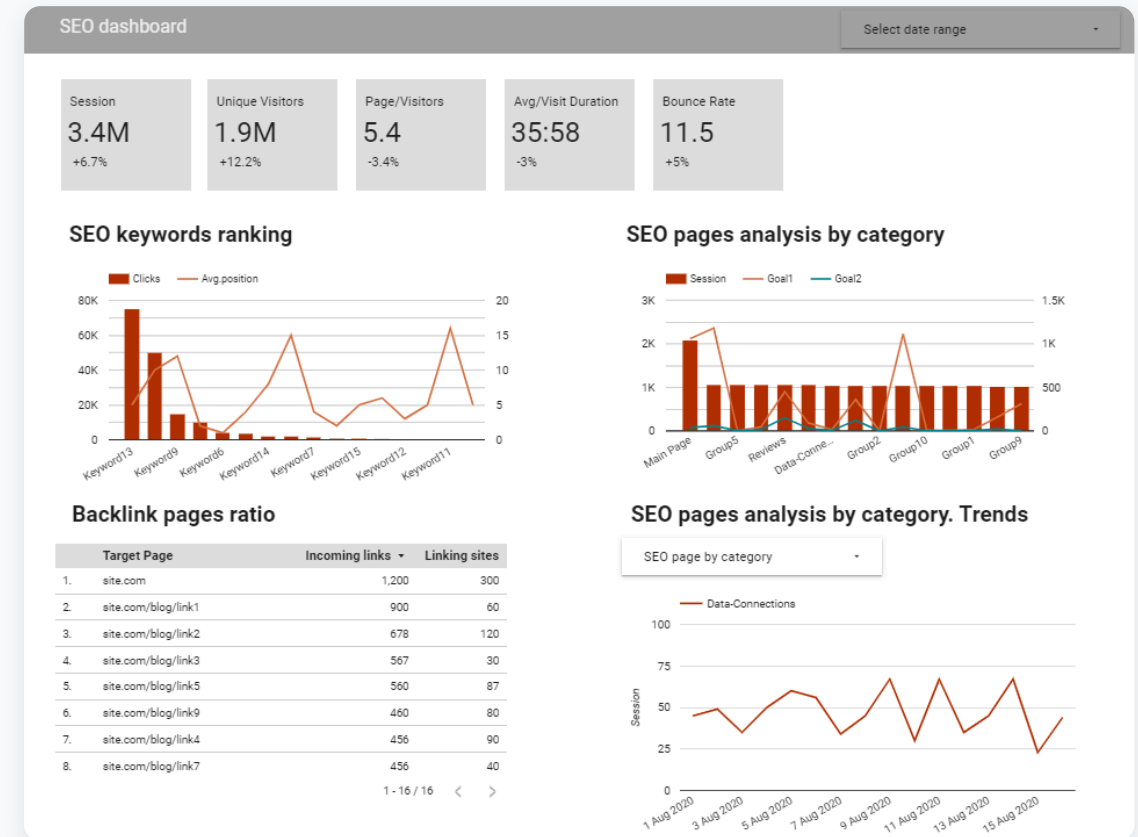 SEO dashboard
Select date range
Session
3.4M
+6.7%
Unique Visitors
1.9M
+12.2%
Page/Visitors
5.4
-3.4%
Avg/Visit Duration
35:58
-3%
Bounce Rate
11.5
+5%
SEO keywords ranking
Clicks Avg.position
80K 20
60K 15
40K 10
20K 5
0 0
Keyword13 Keyword9 Keyword6 Keyword14 Keyword7 Keyword15 Keyword12 Keyword11
SEO pages analysis by category
Session Goal1 Goal2
3K 1.5K
2K 1K
1K 500
0 0
Main Page Group5 Reviews Data-Conne... Group2 Group10 Group1 Group9
Backlink pages ratio
Target Page Incoming links Linking sites
1. site.com 1,200 300
2. site.com/blog/link1 900 60
3. site.com/blog/link2 678 120
4. site.com/blog/link3 567 30
5. site.com/blog/link5 560 87
6. site.com/blog/link9 460 80
7. site.com/blog/link4 456 90
8. site.com/blog/link7 456 40
1 - 16 / 16
SEO pages analysis by category. Trends
SEO page by category
Data-Connections
100
75
50
25
0
Session
1 Aug 2020 3 Aug 2020 5 Aug 2020 7 Aug 2020 9 Aug 2020 11 Aug 2020 13 Aug 2020 15 Aug 2020